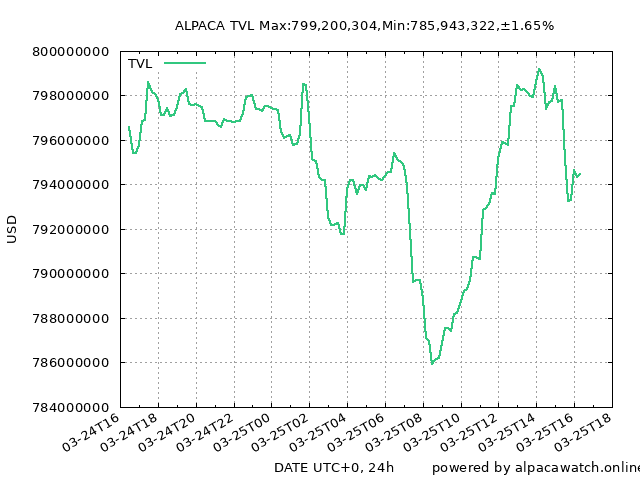 ALPACA TVL Max:799,200,304,Min:785,943,322,±1.65%
TVL
800000000
798000000
796000000
794000000
792000000
790000000
788000000
786000000
784000000
USD
03-24T16
03-24T18
03-24T20
03-24T22
03-25T00
03-25T02
03-25T04
03-25T06
03-25T08
03-25T10
03-25T12
03-25T14
03-25T16
03-25T18
DATE UTC+0, 24h
powered by alpacawatch.online